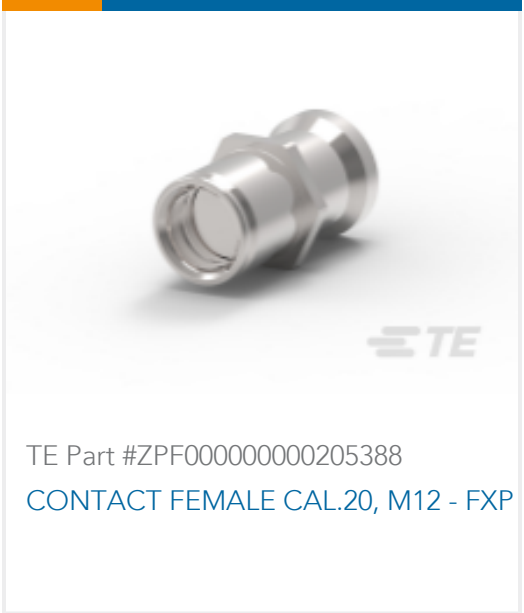 TE
TE Part #ZPF000000000205388
CONTACT FEMALE CAL.20, M12 - FXP